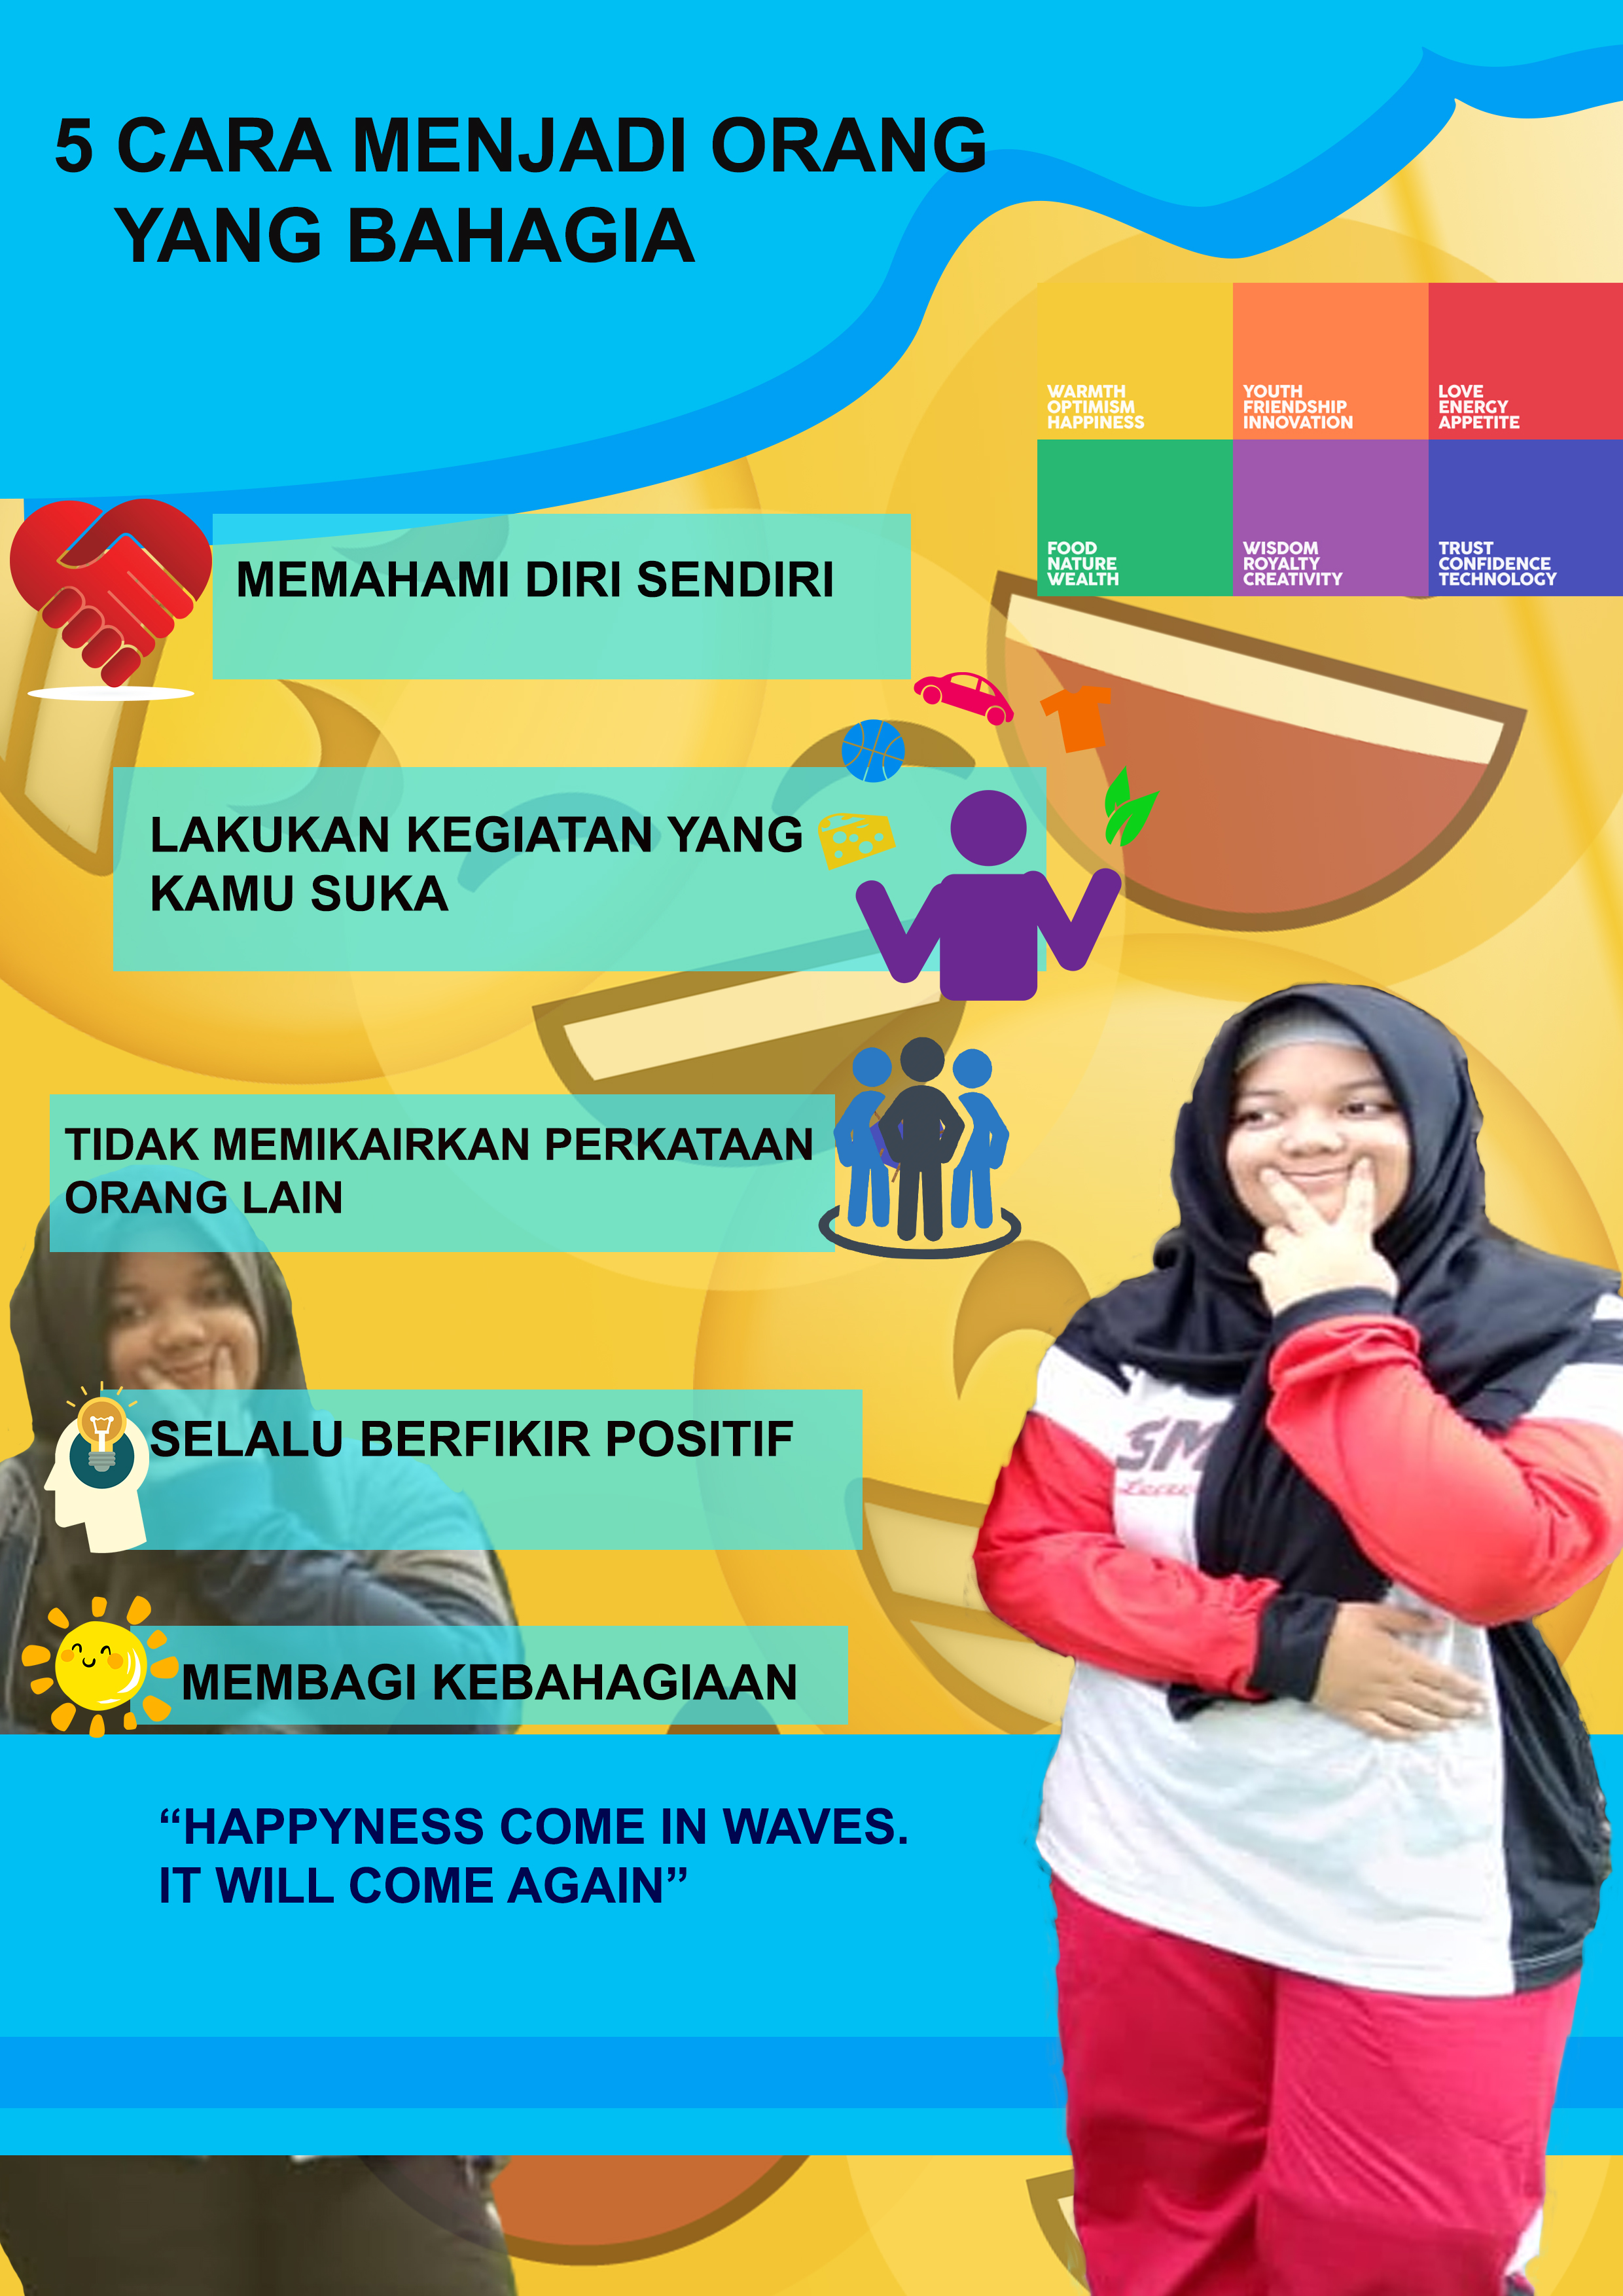 5 CARA MENJADI ORANG
YANG BAHAGIA
WARMTH
OPTIMISM
HAPPINESS
YOUTH
FRIENDSHIP
INNOVATION
LOVE
ENERGY
APPETITE
FOOD
NATURE
WEALTH
WISDOM
ROYALTY
CREATIVITY
TRUST
CONFIDENCE
TECHNOLOGY
MEMAHAMI DIRI SENDIRI
LAKUKAN KEGIATAN YANG
KAMU SUKA
TIDAK MEMIKAIRKAN PERKATAAN
ORANG LAIN
SELALU BERFIKIR POSITIF
SM
MEMBAGI KEBAHAGIAAN
“HAPPYNESS COME IN WAVES.
IT WILL COME AGAIN”